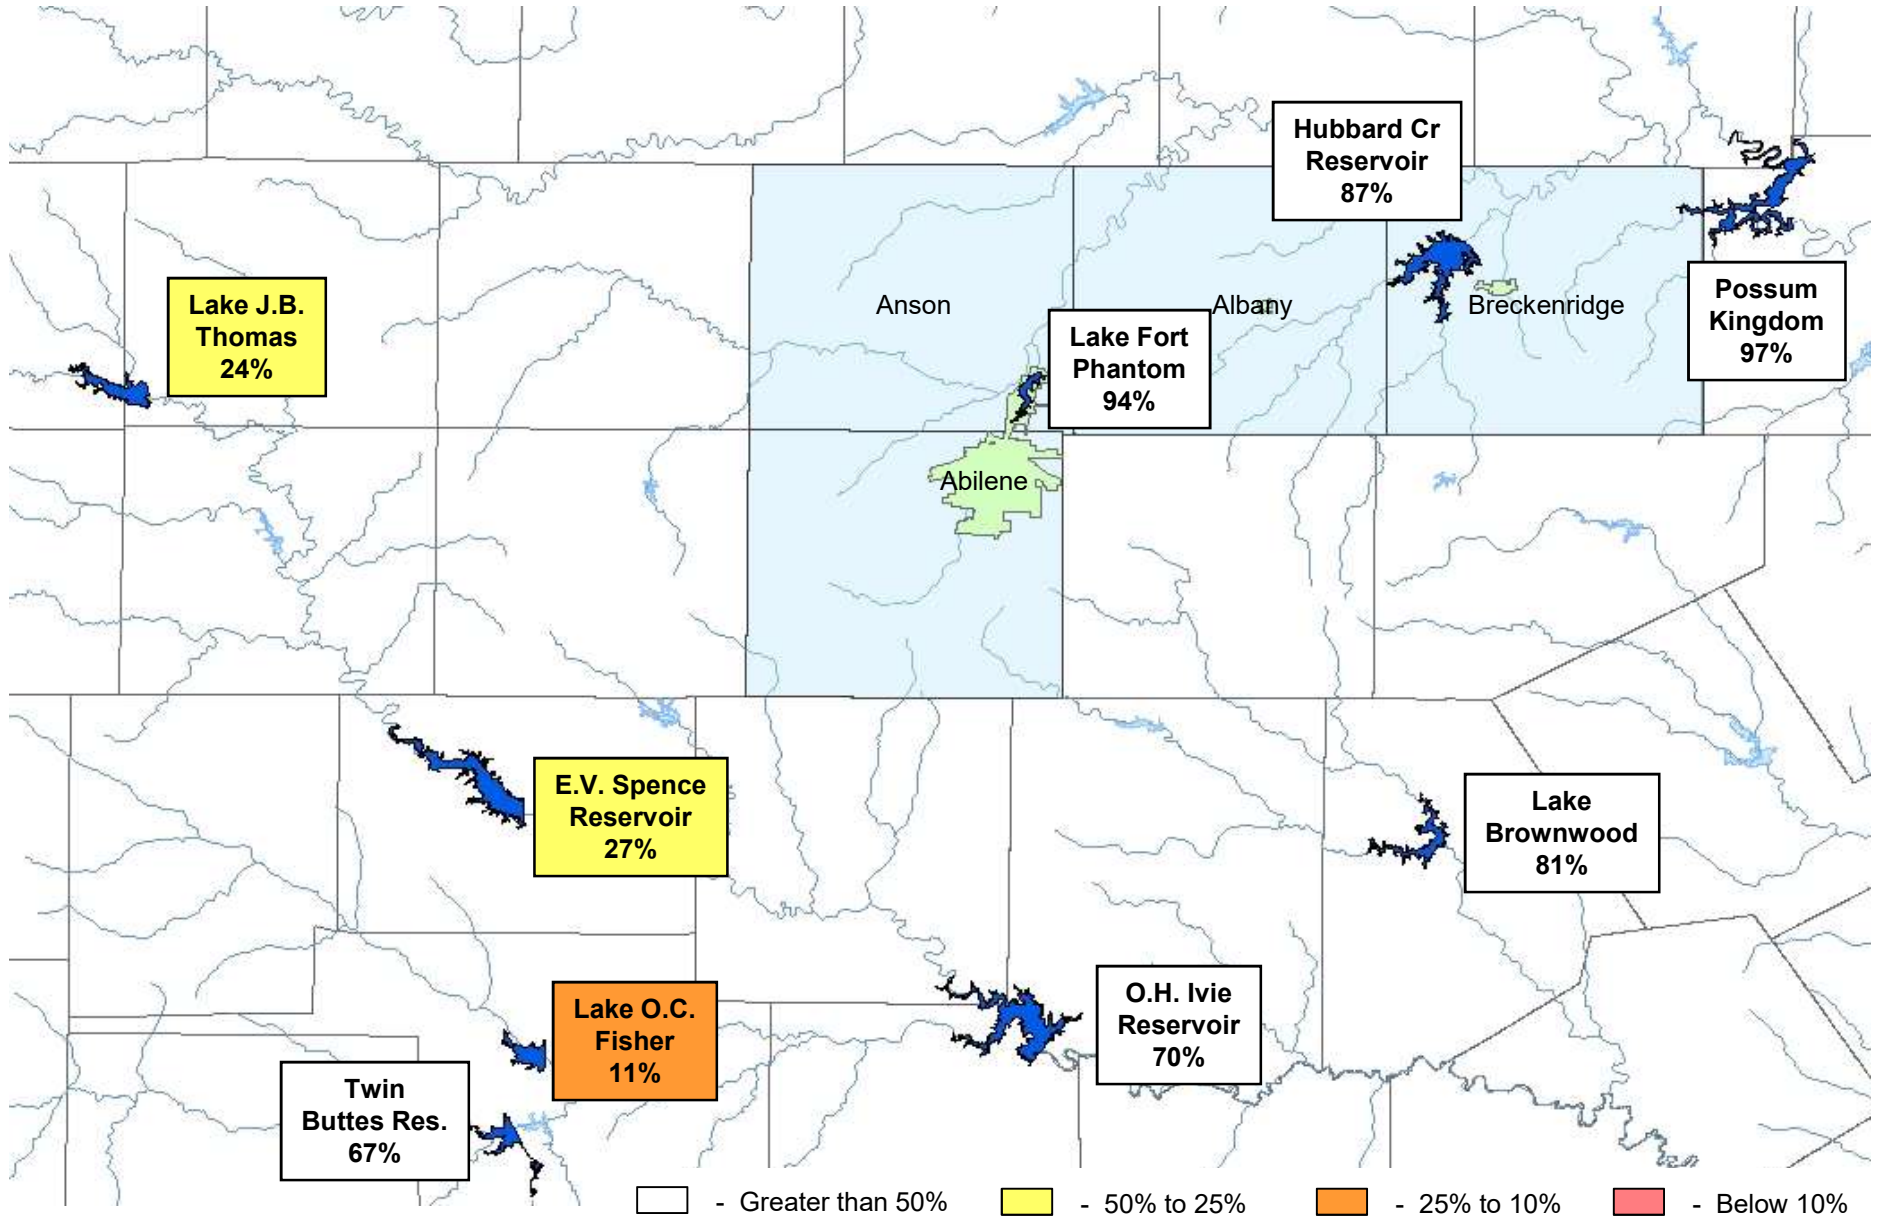 Hubbard Cr
Reservoir
87%
Lake J.B.
Thomas
24%
Anson
Albany
Breckenridge
Possum
Kingdom
97%
Lake Fort
Phantom
94%
Abilene
E.V. Spence
Reservoir
27%
Lake
Brownwood
81%
Lake O.C.
Fisher
11%
O.H. Ivie
Reservoir
70%
Twin
Buttes Res.
67%
- Greater than 50%
- 50% to 25%
- 25% to 10%
- Below 10%